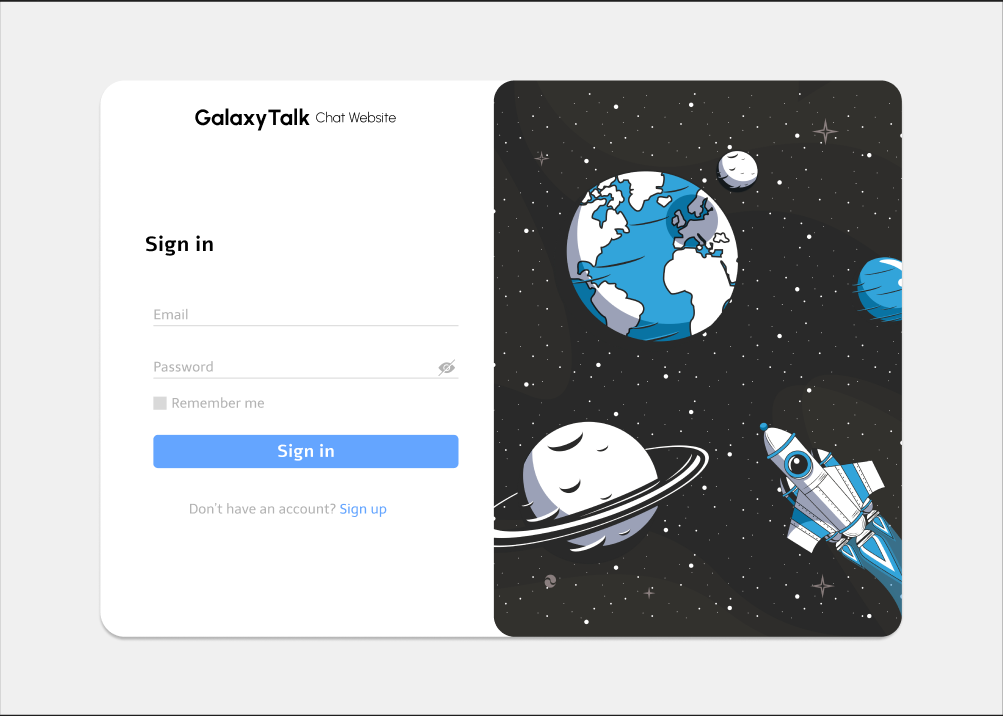 GalaxyTalk Chat Website
Sign in
Email
Password
Remember me
Sign in
Don't have an account? Sign up